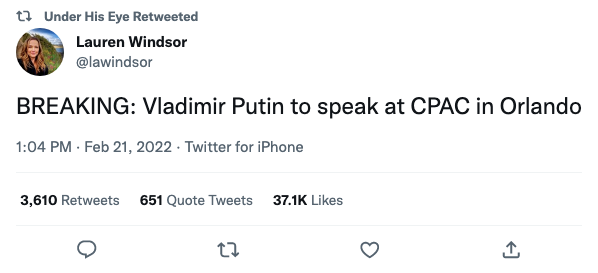 Under His Eye Retweeted
Lauren Windsor
@lawindsor
BREAKING: Vladimir Putin to speak at CPAC in Orlando
1:04 PM · Feb 21, 2022 · Twitter for iPhone
3,610 Retweets 651 Quote Tweets 37.1K Likes